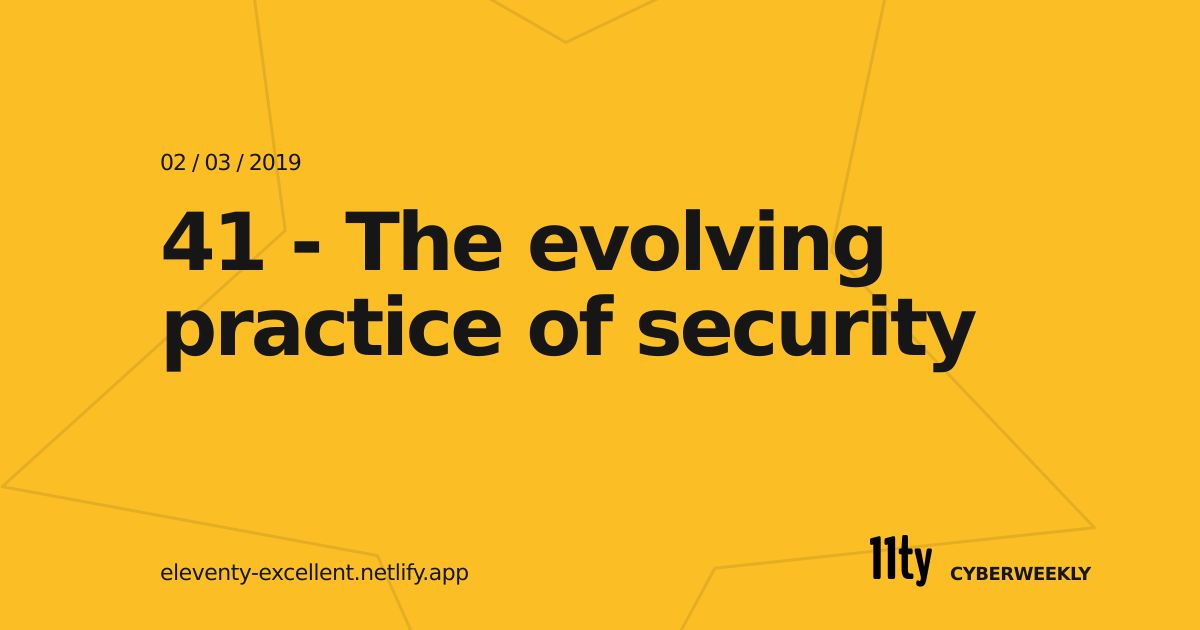 02 / 03 / 2019
41 - The evolving
practice of security
eleventy-excellent.netlify.app
11ty CYBERWEEKLY